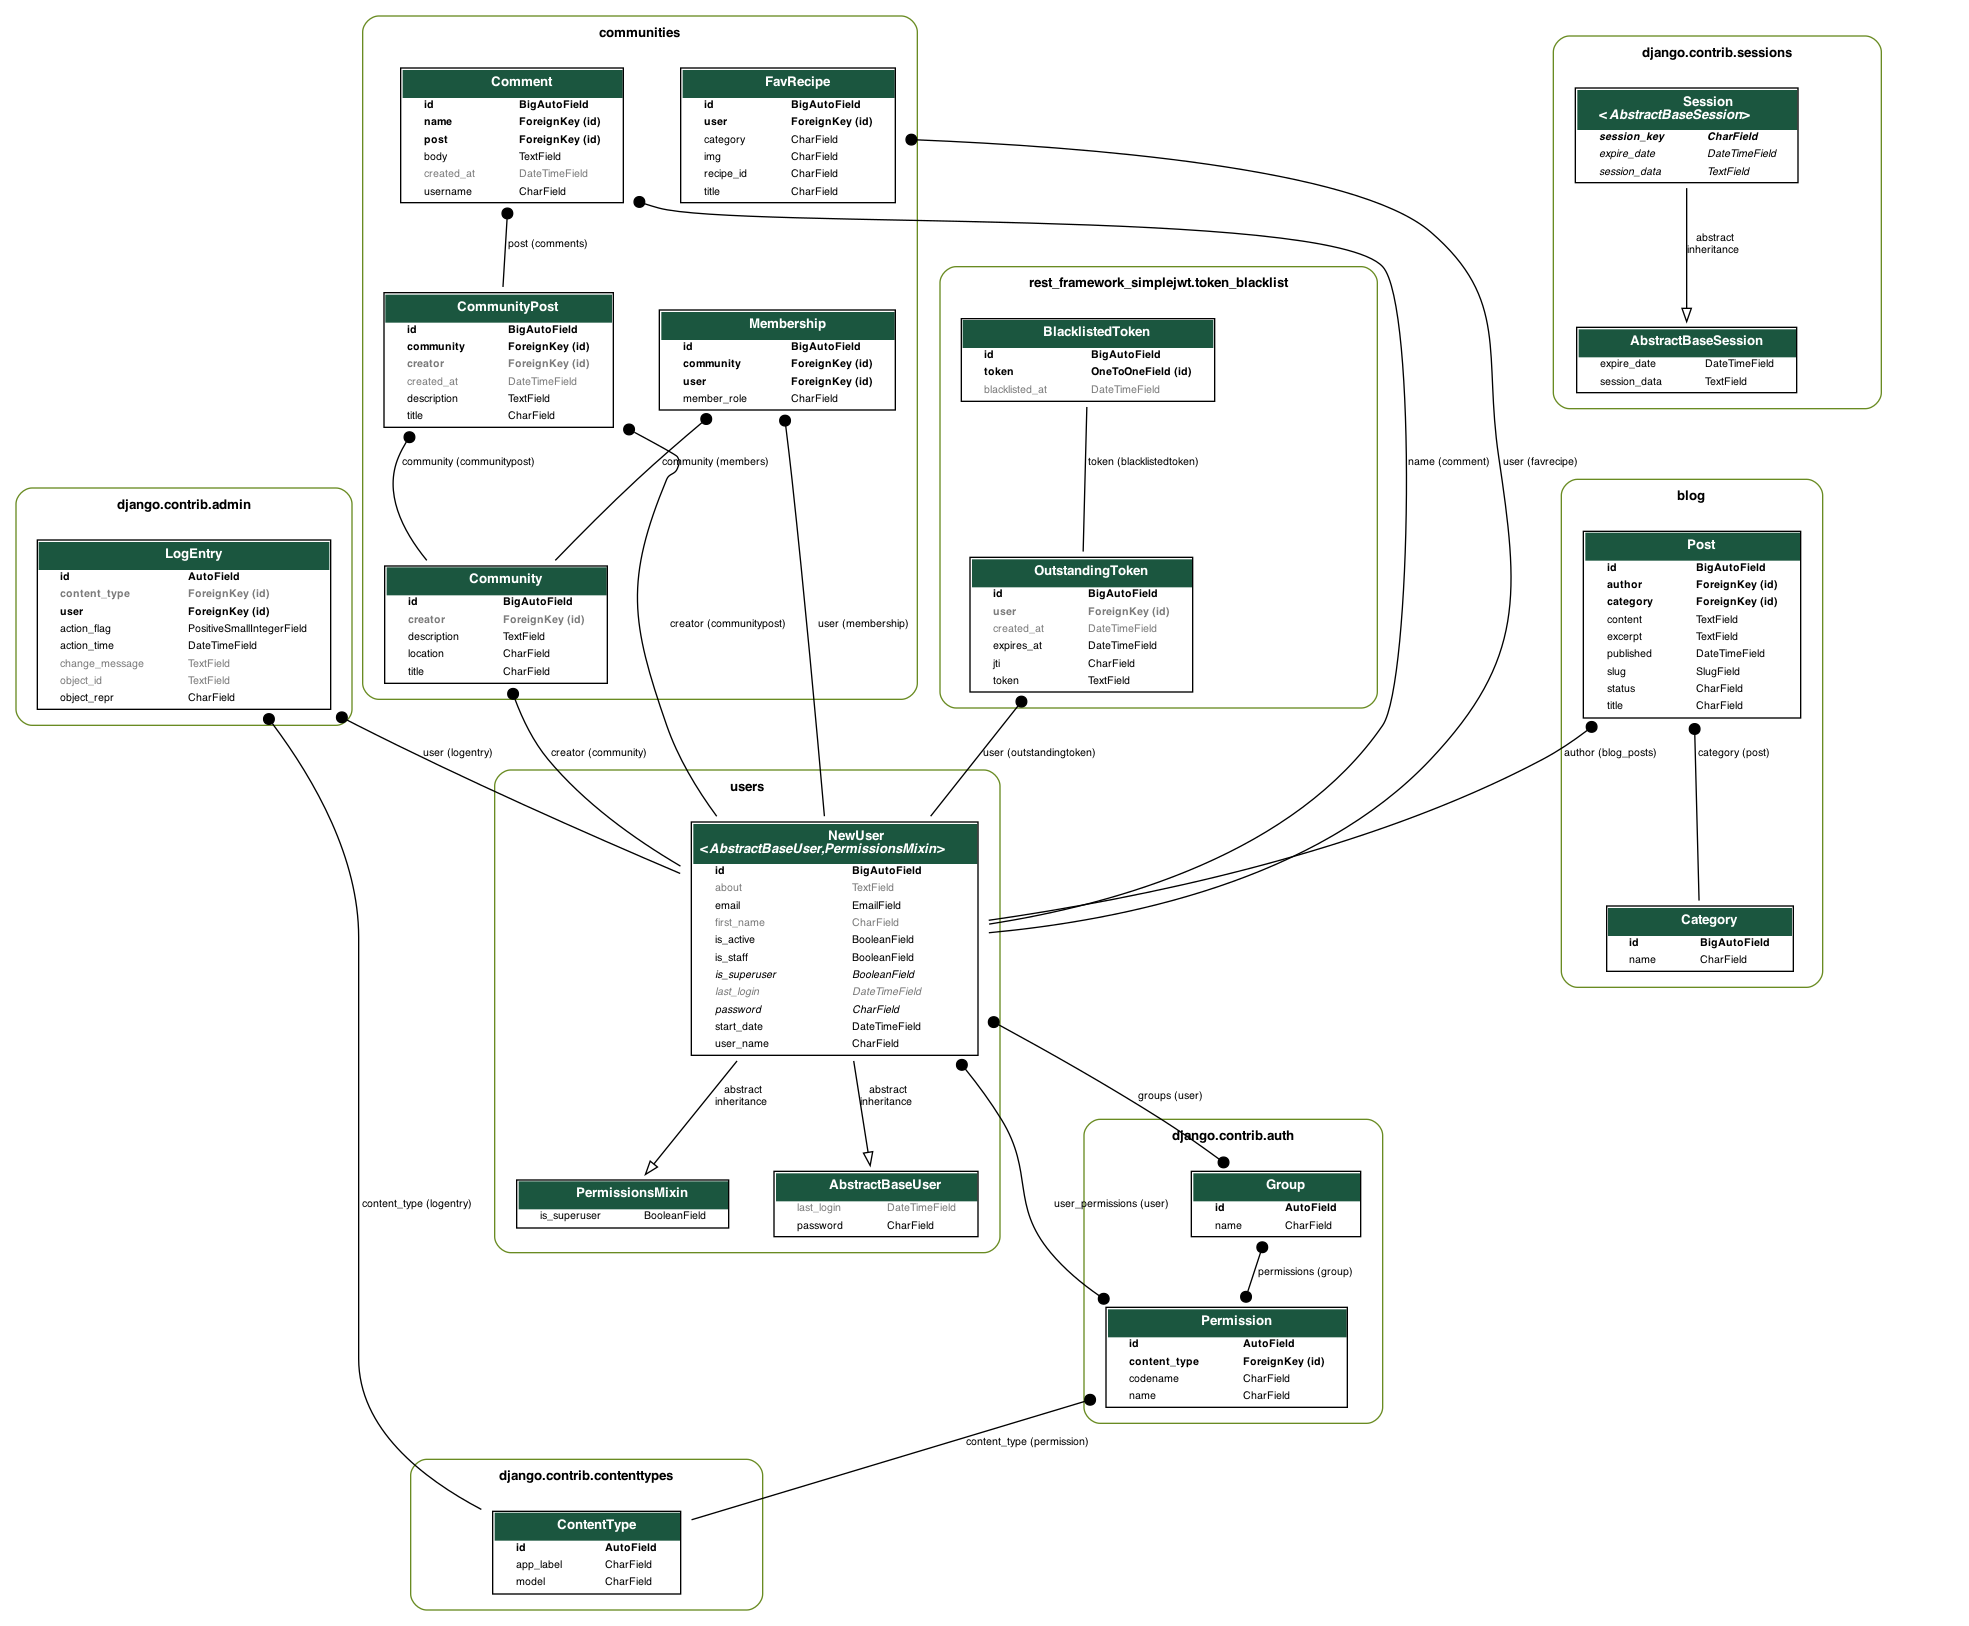 communities
Comment
id BigAutoField
name ForeignKey (id)
post ForeignKey (id)
body TextField
created_at DateTimeField
username CharField
FavRecipe
id BigAutoField
user ForeignKey (id)
category CharField
img CharField
recipe_id CharField
title CharField
post (comments)
CommunityPost
id BigAutoField
community ForeignKey (id)
creator ForeignKey (id)
created_at DateTimeField
description TextField
title CharField
Membership
id BigAutoField
community ForeignKey (id)
user ForeignKey (id)
member_role CharField
community (communitypost)
community (members)
Community
id BigAutoField
creator ForeignKey (id)
description TextField
location CharField
title CharField
creator (communitypost)
user (membership)
django.contrib.sessions
Session
<AbstractBaseSession>
session_key CharField
expire_date DateTimeField
session_data TextField
abstract
inheritance
AbstractBaseSession
expire_date DateTimeField
session_data TextField
rest_framework_simplejwt.token_blacklist
BlacklistedToken
id BigAutoField
token OneToOneField (id)
blacklisted_at DateTimeField
token (blacklistedtoken)
OutstandingToken
id BigAutoField
user ForeignKey (id)
created_at DateTimeField
expires_at DateTimeField
jti CharField
token TextField
name (comment)
user (favrecipe)
django.contrib.admin
LogEntry
id AutoField
content_type ForeignKey (id)
user ForeignKey (id)
action_flag PositiveSmallIntegerField
action_time DateTimeField
change_message TextField
object_id TextField
object_repr CharField
blog
Post
id BigAutoField
author ForeignKey (id)
category ForeignKey (id)
content TextField
excerpt TextField
published DateTimeField
slug SlugField
status CharField
title CharField
user (logentry)
creator (community)
user (outstandingtoken)
author (blog_posts)
category (post)
Category
id BigAutoField
name CharField
users
NewUser
<AbstractBaseUser,PermissionsMixin>
id BigAutoField
about TextField
email EmailField
first_name CharField
is_active BooleanField
is_staff BooleanField
is_superuser BooleanField
last_login DateTimeField
password CharField
start_date DateTimeField
user_name CharField
abstract
inheritance
abstract
inheritance
PermissionsMixin
is_superuser BooleanField
AbstractBaseUser
last_login DateTimeField
password CharField
groups (user)
user_permissions (user)
content_type (logentry)
django.contrib.auth
Group
id AutoField
name CharField
permissions (group)
Permission
id AutoField
content_type ForeignKey (id)
codename CharField
name CharField
content_type (permission)
django.contrib.contenttypes
ContentType
id AutoField
app_label CharField
model CharField